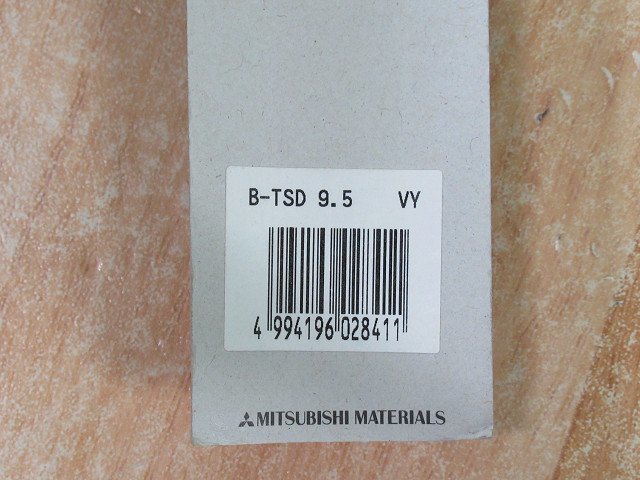 B-TSD 9.5 VY
4 994196 028411
MITSUBISHI MATERIALS